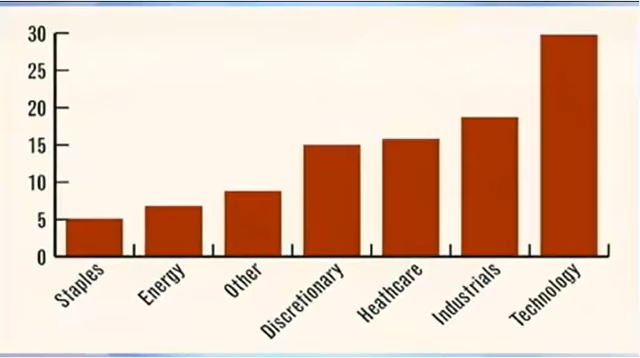 30
25
20
15
10
5
0
Staples
Energy
Other
Discretionary
Heathcare
Industrials
Technology